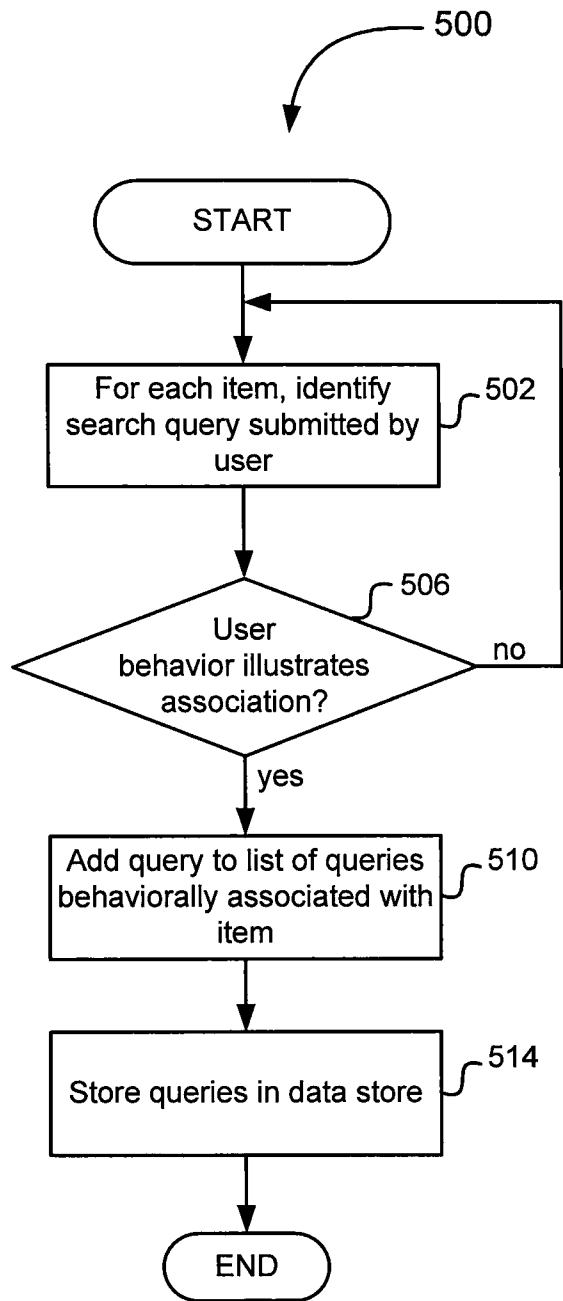 500
START
For each item, identify
search query submitted by
user
502
User
behavior illustrates
association?
506
no
yes
Add query to list of queries
behaviorally associated with
item
510
Store queries in data store
514
END